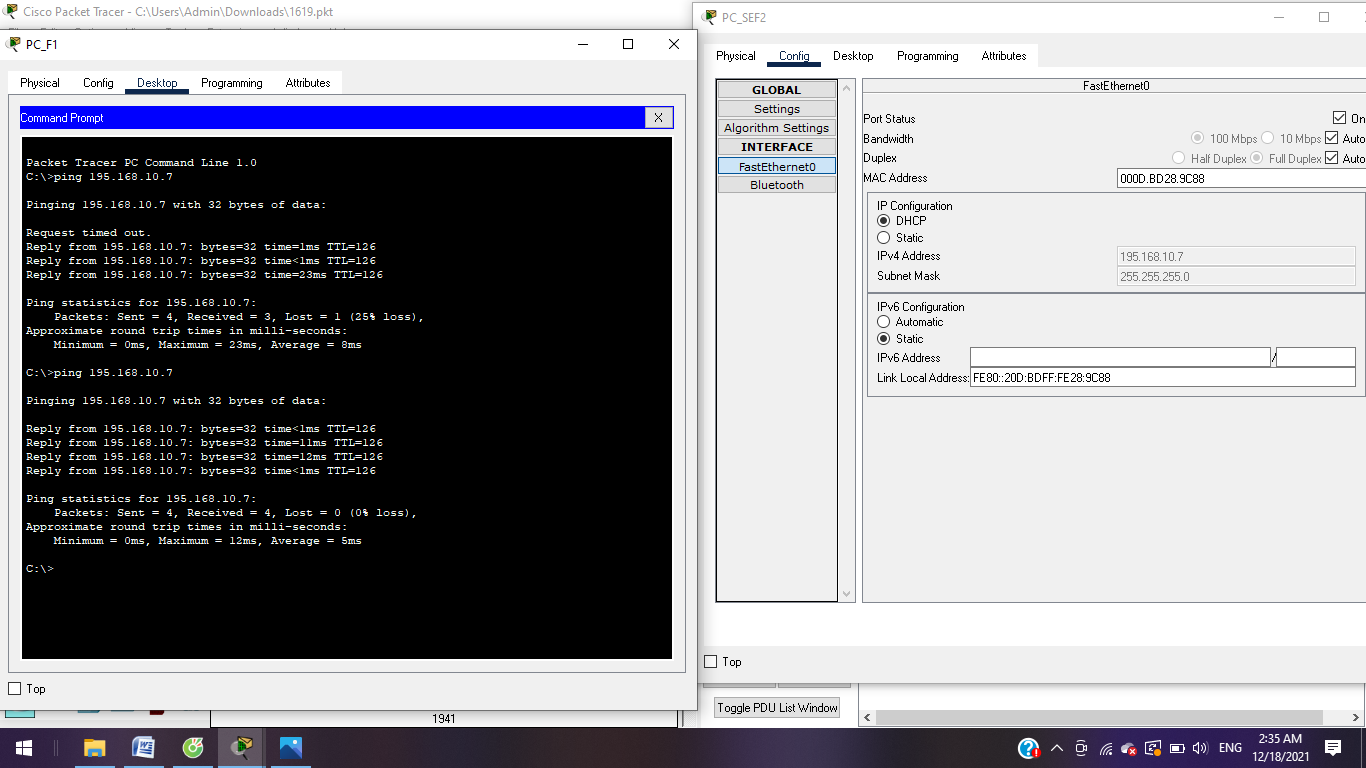 Cisco Packet Tracer - C:\Users\Admin\Downloads\1619.pkt
PC_F1
Physical Config Desktop Programming Attributes
Command Prompt X
Packet Tracer PC Command Line 1.0
C:\>ping 195.168.10.7
Pinging 195.168.10.7 with 32 bytes of data:
Request timed out.
Reply from 195.168.10.7: bytes=32 time=1ms TTL=126
Reply from 195.168.10.7: bytes=32 time<1ms TTL=126
Reply from 195.168.10.7: bytes=32 time=23ms TTL=126
Ping statistics for 195.168.10.7:
Packets: Sent = 4, Received = 3, Lost = 1 (25% loss),
Approximate round trip times in milli-seconds:
Minimum = 0ms, Maximum = 23ms, Average = 8ms
C:\>ping 195.168.10.7
Pinging 195.168.10.7 with 32 bytes of data:
Reply from 195.168.10.7: bytes=32 time<1ms TTL=126
Reply from 195.168.10.7: bytes=32 time=11ms TTL=126
Reply from 195.168.10.7: bytes=32 time=12ms TTL=126
Reply from 195.168.10.7: bytes=32 time<1ms TTL=126
Ping statistics for 195.168.10.7:
Packets: Sent = 4, Received = 4, Lost = 0 (0% loss),
Approximate round trip times in milli-seconds:
Minimum = 0ms, Maximum = 12ms, Average = 5ms
C:\>
Top
1941
PC_SEF2
Physical Config Desktop Programming Attributes
GLOBAL
Settings
Algorithm Settings
INTERFACE
FastEthernet0
Bluetooth
FastEthernet0
Port Status On
Bandwidth 100 Mbps 10 Mbps Auto
Duplex Half Duplex Full Duplex Auto
MAC Address 000D.BD28.9C88
IP Configuration
DHCP
Static
IPv4 Address 195.168.10.7
Subnet Mask 255.255.255.0
IPv6 Configuration
Automatic
Static
IPv6 Address /
Link Local Address: FE80::20D:BDFF:FE28:9C88
Top
Toggle PDU List Window
ENG
2:35 AM
12/18/2021